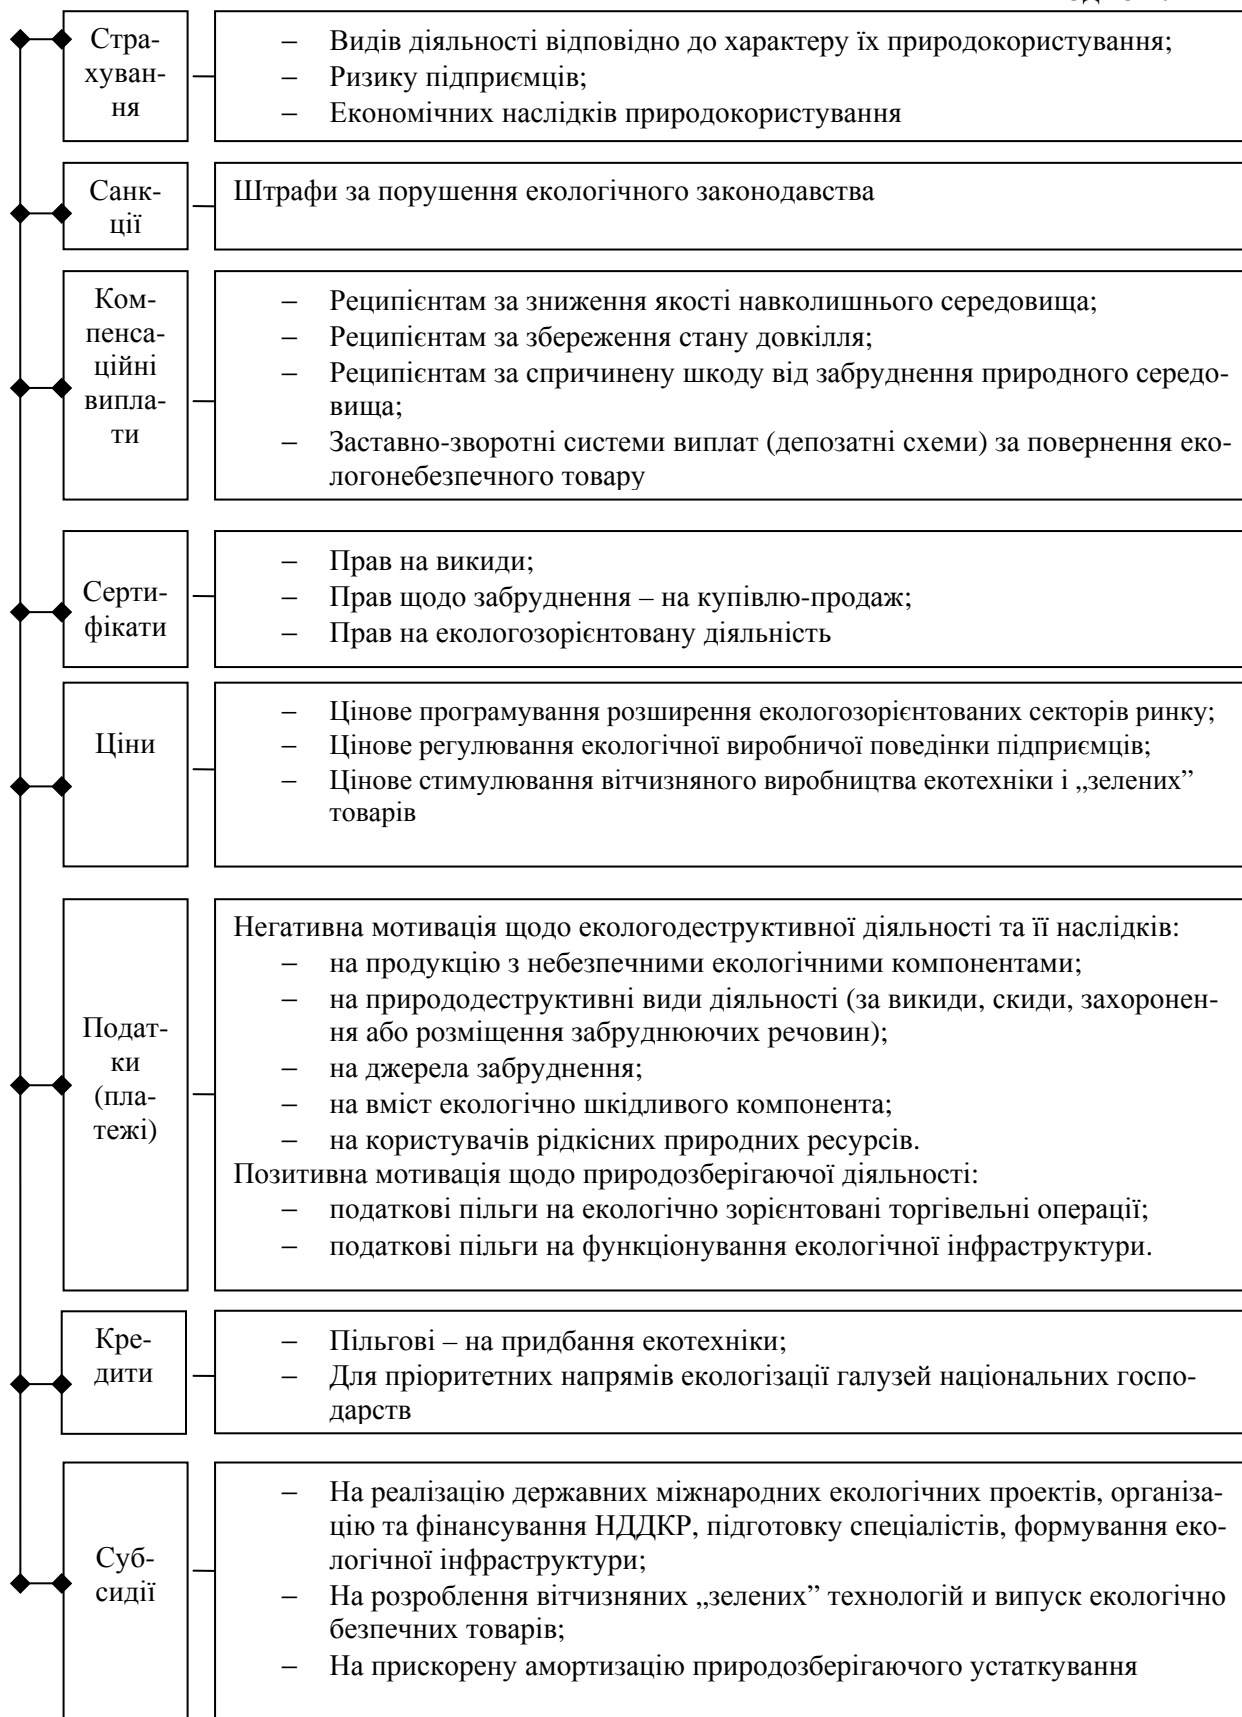 Стра-
хуван-
ня
– Видів діяльності відповідно до характеру їх природокористування;
– Ризику підприємців;
– Економічних наслідків природокористування
Санк-
ції
Штрафи за порушення екологічного законодавства
Ком-
пенса-
ційні
випла-
ти
– Реципієнтам за зниження якості навколишнього середовища;
– Реципієнтам за збереження стану довкілля;
– Реципієнтам за спричинену шкоду від забруднення природного середо-
вища;
– Заставно-зворотні системи виплат (депозатні схеми) за повернення еко-
логонебезпечного товару
Серти-
фікати
– Прав на викиди;
– Прав щодо забруднення – на купівлю-продаж;
– Прав на екологозорієнтовану діяльність
Ціни
– Цінове програмування розширення екологозорієнтованих секторів ринку;
– Цінове регулювання екологічної виробничої поведінки підприємців;
– Цінове стимулювання вітчизняного виробництва екотехніки і „зелених”
товарів
Подат-
ки
(пла-
тежі)
Негативна мотивація щодо екологодеструктивної діяльності та її наслідків:
– на продукцію з небезпечними екологічними компонентами;
– на природодеструктивні види діяльності (за викиди, скиди, захоронен-
ня або розміщення забруднюючих речовин);
– на джерела забруднення;
– на вміст екологічно шкідливого компонента;
– на користувачів рідкісних природних ресурсів.
Позитивна мотивація щодо природозберігаючої діяльності:
– податкові пільги на екологічно зорієнтовані торгівельні операції;
– податкові пільги на функціонування екологічної інфраструктури.
Кре-
дити
– Пільгові – на придбання екотехніки;
– Для пріоритетних напрямів екологізації галузей національних госпо-
дарств
Суб-
сидії
– На реалізацію державних міжнародних екологічних проектів, організа-
цію та фінансування НДДКР, підготовку спеціалістів, формування еко-
логічної інфраструктури;
– На розроблення вітчизняних „зелених” технологій и випуск екологічно
безпечних товарів;
– На прискорену амортизацію природозберігаючого устаткування